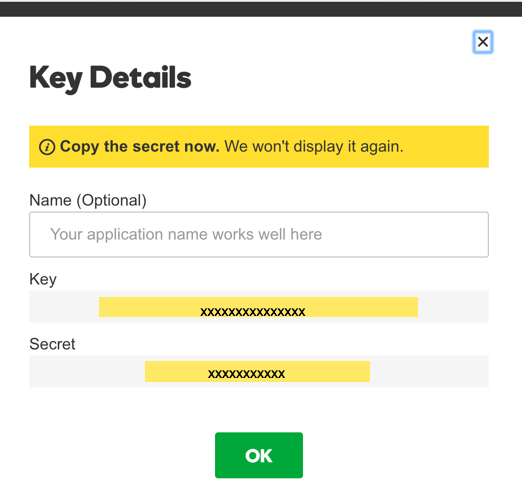 Key Details
Copy the secret now. We won't display it again.
Name (Optional)
Your application name works well here
Key
xxxxxxxxxxxxxxx
Secret
xxxxxxxxxxx
OK